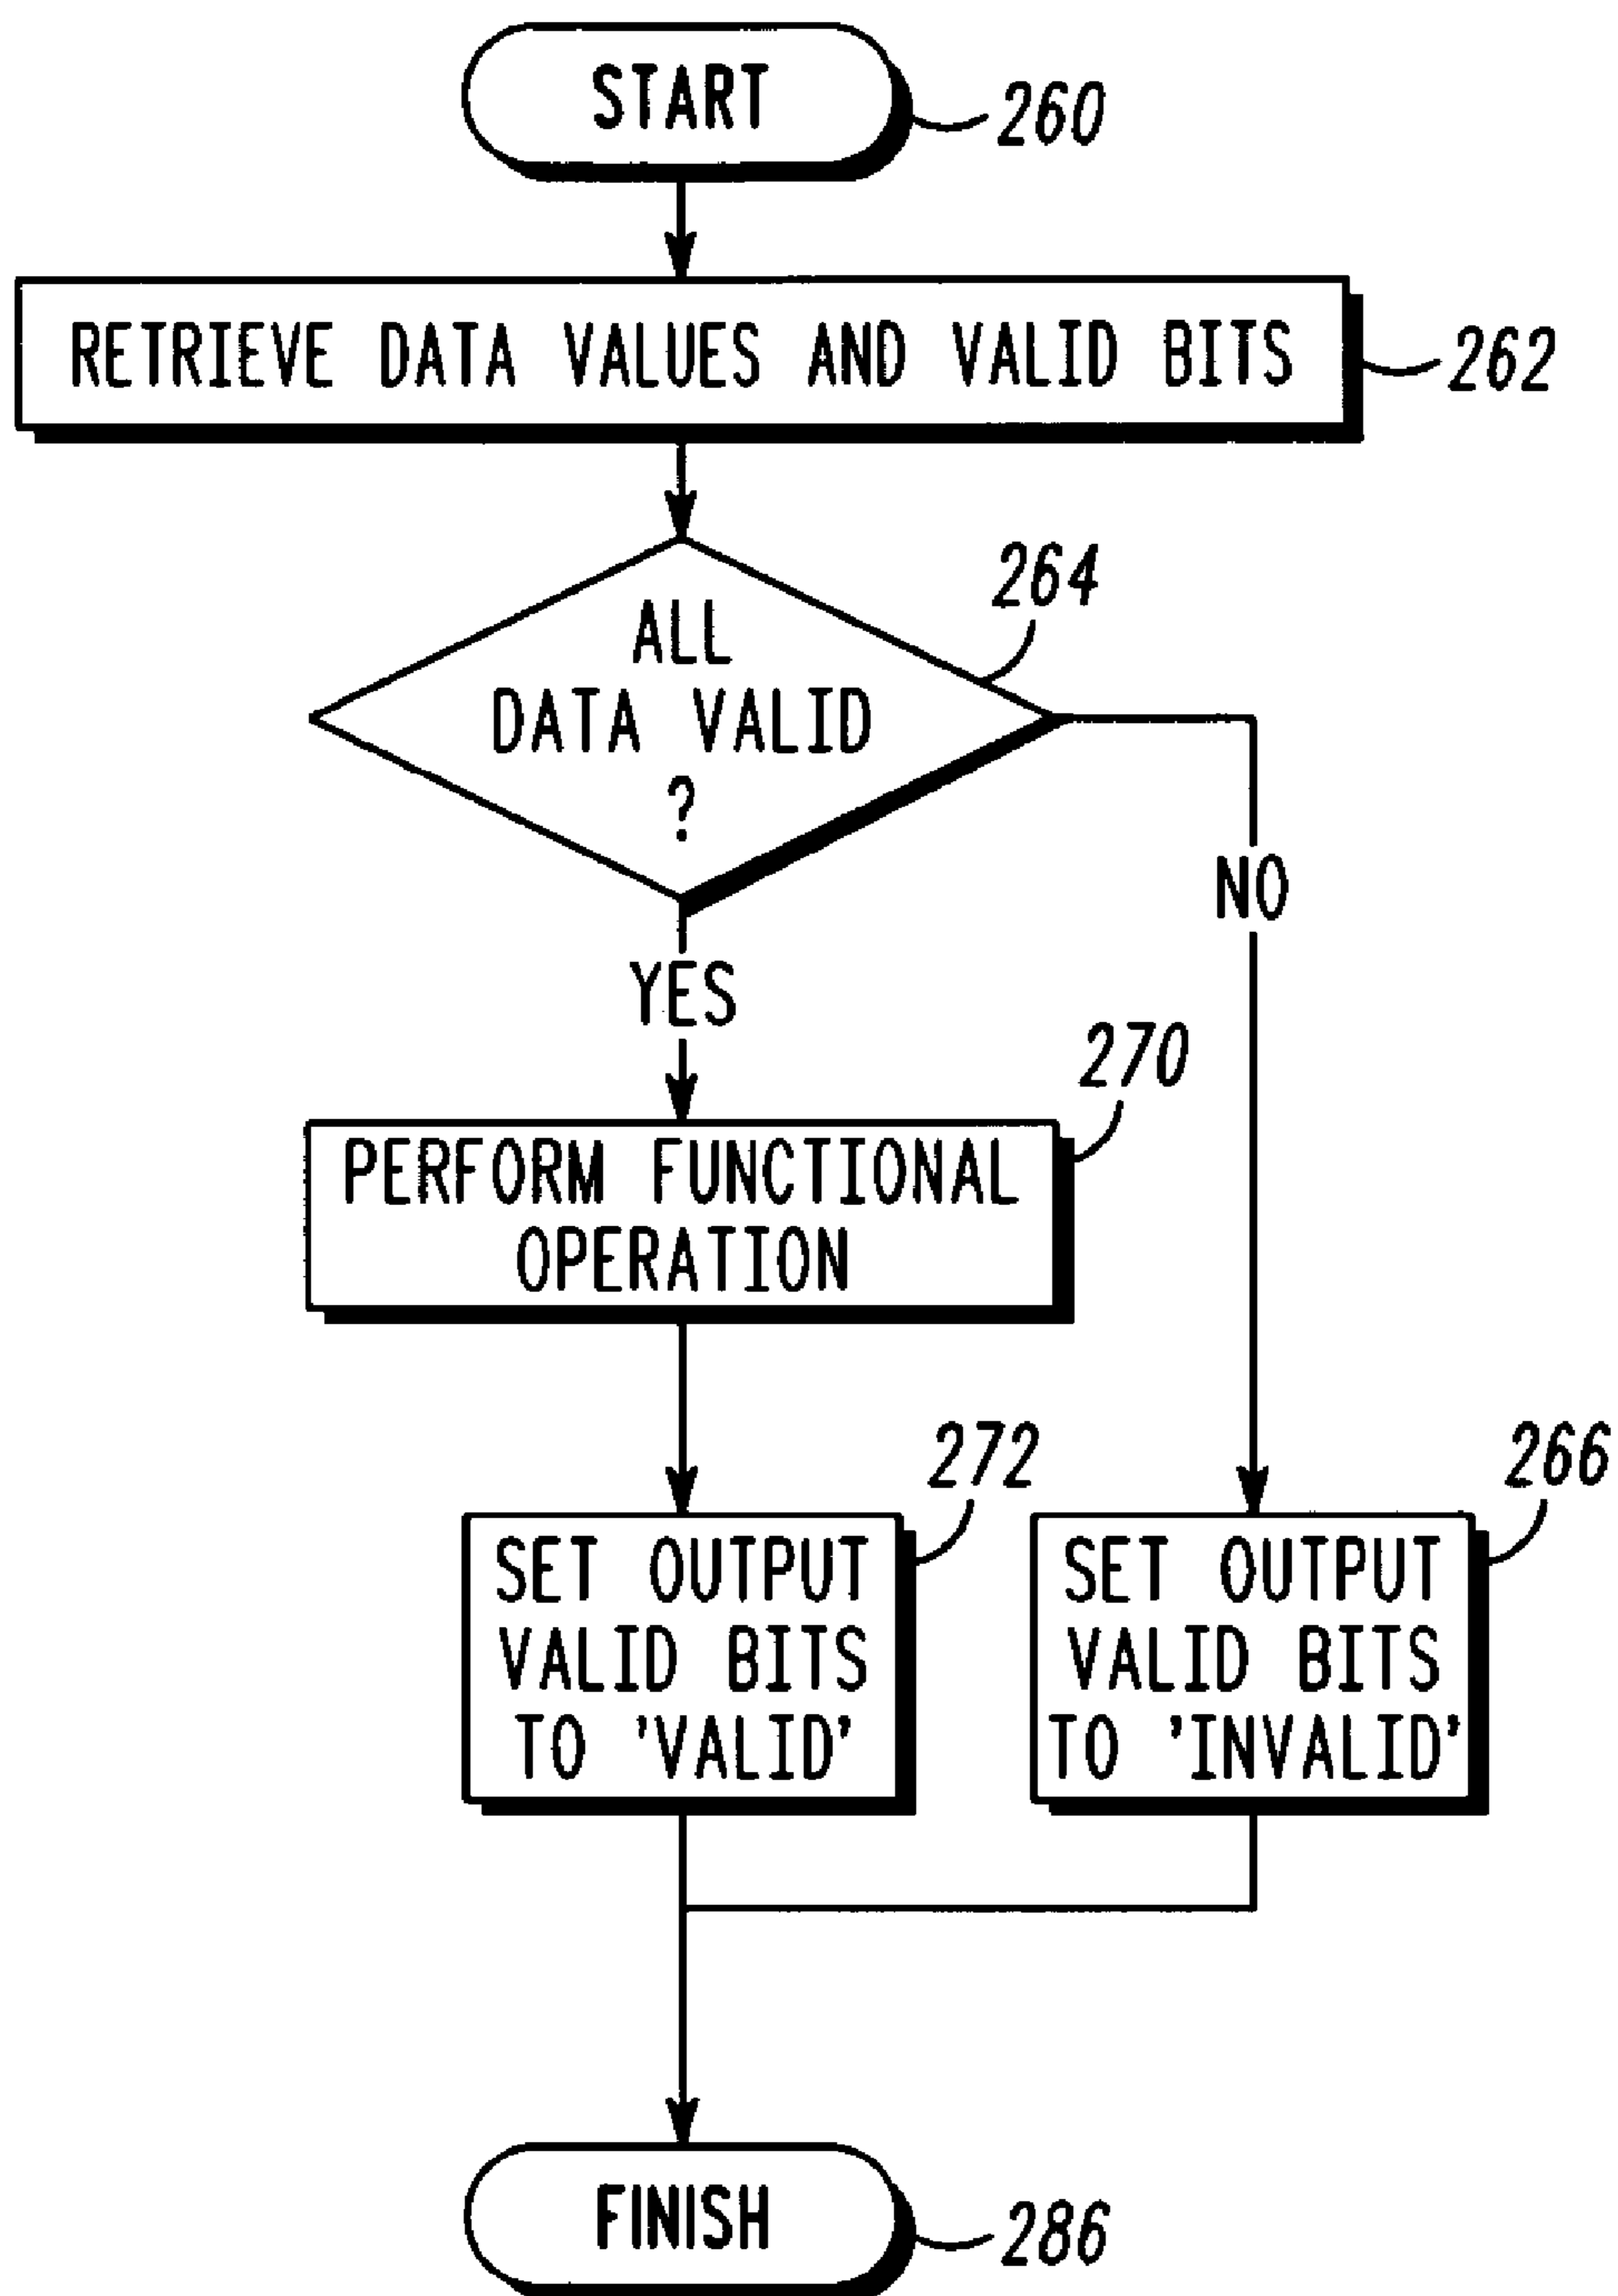 START
260
RETRIEVE DATA VALUES AND VALID BITS
262
264
ALL
DATA VALID
?
NO
YES
270
PERFORM FUNCTIONAL
OPERATION
272
SET OUTPUT
VALID BITS
TO 'VALID'
266
SET OUTPUT
VALID BITS
TO 'INVALID'
FINISH
286